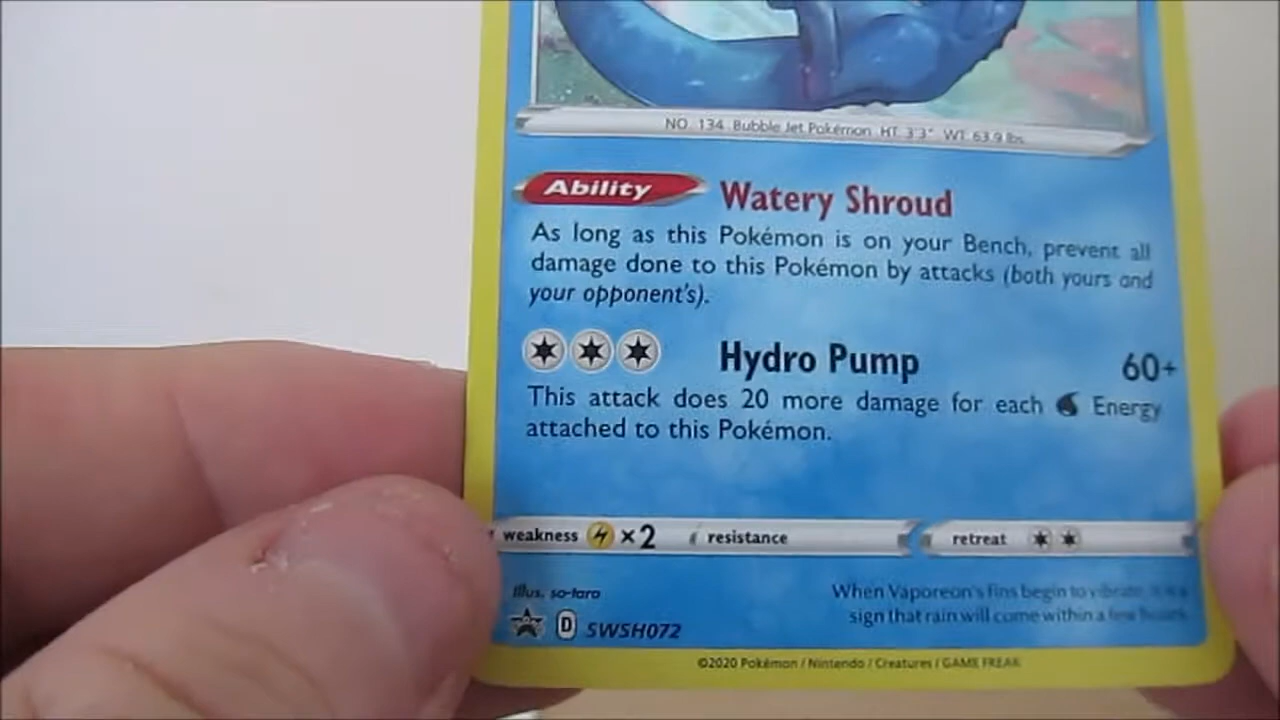 NO. 134 Bubble Jet Pokémon HT 3'3" WT 63.9 lbs
Ability Watery Shroud
As long as this Pokémon is on your Bench, prevent all
damage done to this Pokémon by attacks (both yours and
your opponent's).
Hydro Pump 60+
This attack does 20 more damage for each Energy
attached to this Pokémon.
weakness ×2 resistance retreat
Illus. so-taro
When Vaporeon's fins begin to vibrate, it is a
sign that rain will come within a few hours.
D SWSH072
©2020 Pokémon / Nintendo / Creatures / GAME FREAK